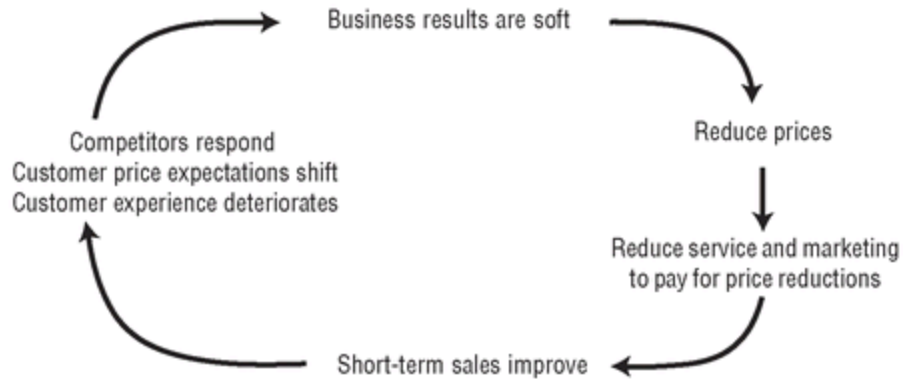 Business results are soft
Reduce prices
Reduce service and marketing
to pay for price reductions
Short-term sales improve
Competitors respond
Customer price expectations shift
Customer experience deteriorates